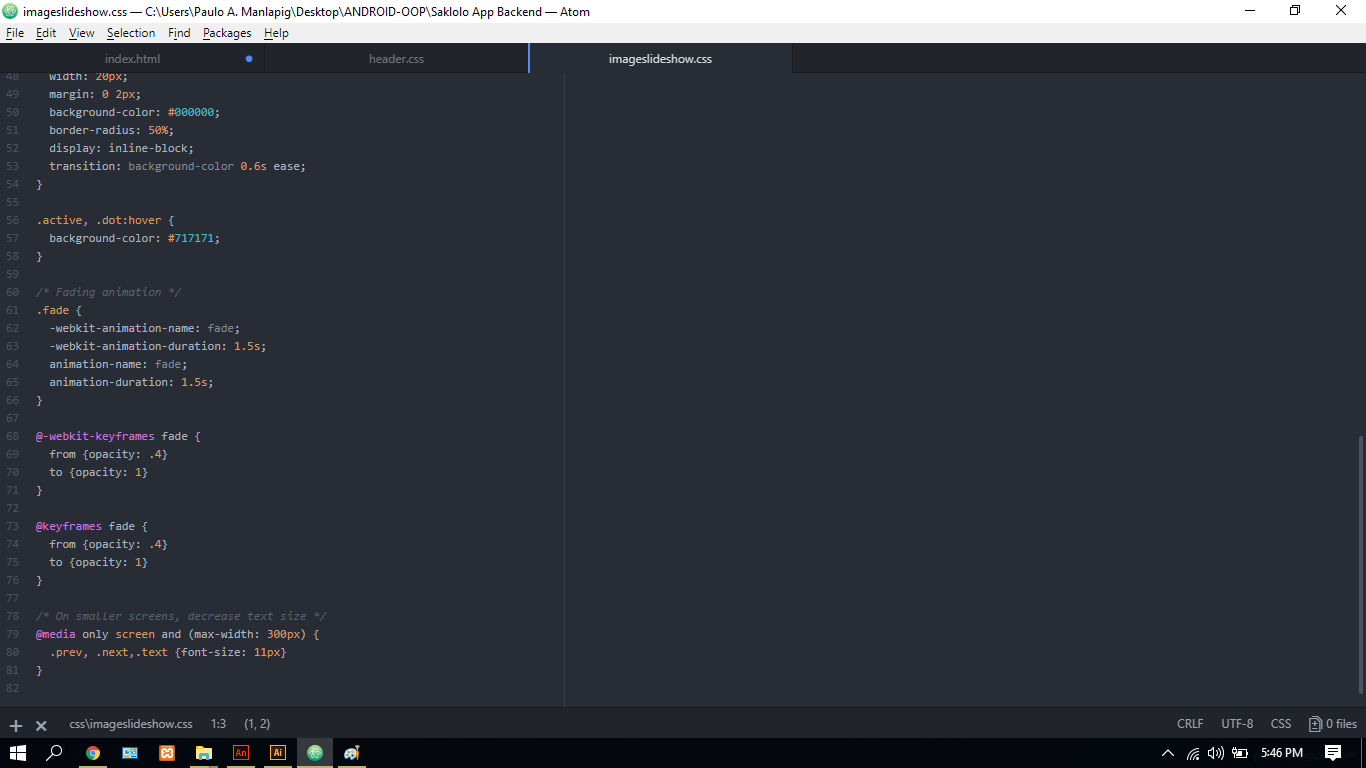 imageslideshow.css — C:\Users\Paulo A. Manlapig\Desktop\ANDROID-OOP\Saklolo App Backend — Atom
File Edit View Selection Find Packages Help
index.html header.css imageslideshow.css
48 width: 20px;
49 margin: 0 2px;
50 background-color: #000000;
51 border-radius: 50%;
52 display: inline-block;
53 transition: background-color 0.6s ease;
54 }
55
56 .active, .dot:hover {
57 background-color: #717171;
58 }
59
60 /* Fading animation */
61 .fade {
62 -webkit-animation-name: fade;
63 -webkit-animation-duration: 1.5s;
64 animation-name: fade;
65 animation-duration: 1.5s;
66 }
67
68 @-webkit-keyframes fade {
69 from {opacity: .4}
70 to {opacity: 1}
71 }
72
73 @keyframes fade {
74 from {opacity: .4}
75 to {opacity: 1}
76 }
77
78 /* On smaller screens, decrease text size */
79 @media only screen and (max-width: 300px) {
80 .prev, .next,.text {font-size: 11px}
81 }
82
css\imageslideshow.css 1:3 (1, 2) CRLF UTF-8 CSS 0 files
An Ai 5:46 PM